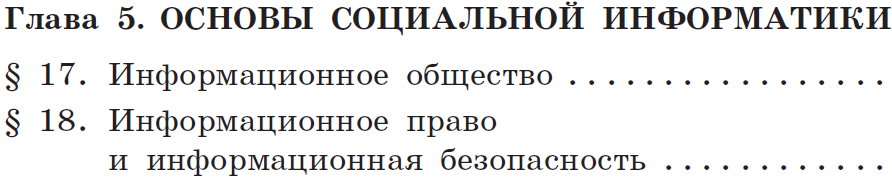 Глава 5. ОСНОВЫ СОЦИАЛЬНОЙ ИНФОРМАТИКИ
§ 17. Информационное общество . . . . . . . . . . . . . . . . . . . .
§ 18. Информационное право
и информационная безопасность . . . . . . . . . . . . .